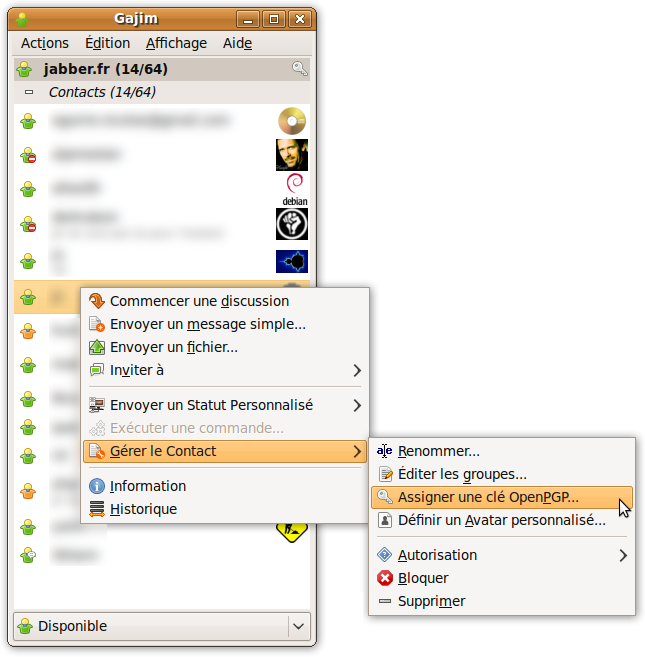 Gajim
Actions Édition Affichage Aide
jabber.fr (14/64)
Contacts (14/64)
debian
Commencer une discussion
Envoyer un message simple...
Envoyer un fichier...
Inviter à
Envoyer un Statut Personnalisé
Exécuter une commande...
Gérer le Contact
Information
Historique
Renommer...
Éditer les groupes...
Assigner une clé OpenPGP...
Définir un Avatar personnalisé...
Autorisation
Bloquer
Supprimer
Disponible